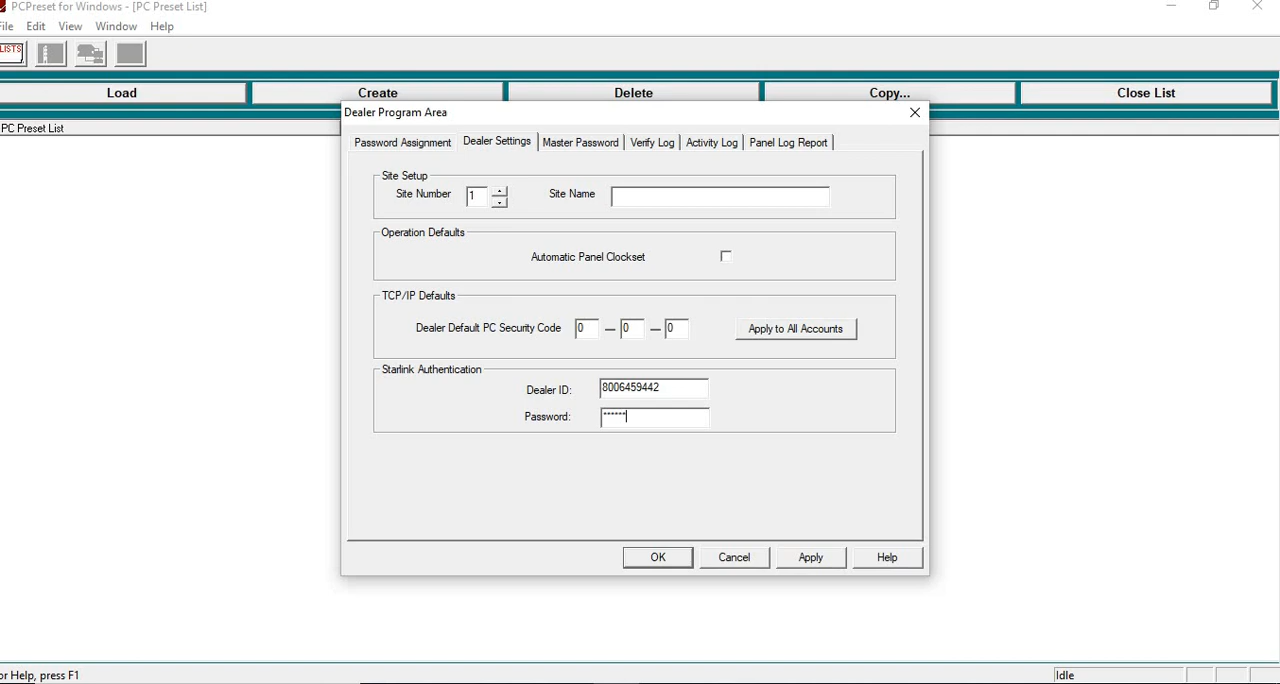 PCPreset for Windows - [PC Preset List]
File Edit View Window Help
LISTS
Load Create Delete Copy... Close List
PC Preset List
Dealer Program Area
Password Assignment Dealer Settings Master Password Verify Log Activity Log Panel Log Report
Site Setup
Site Number 1 Site Name
Operation Defaults
Automatic Panel Clockset
TCP/IP Defaults
Dealer Default PC Security Code 0 — 0 — 0 Apply to All Accounts
Starlink Authentication
Dealer ID: 8006459442
Password: ******
OK Cancel Apply Help
or Help, press F1 Idle